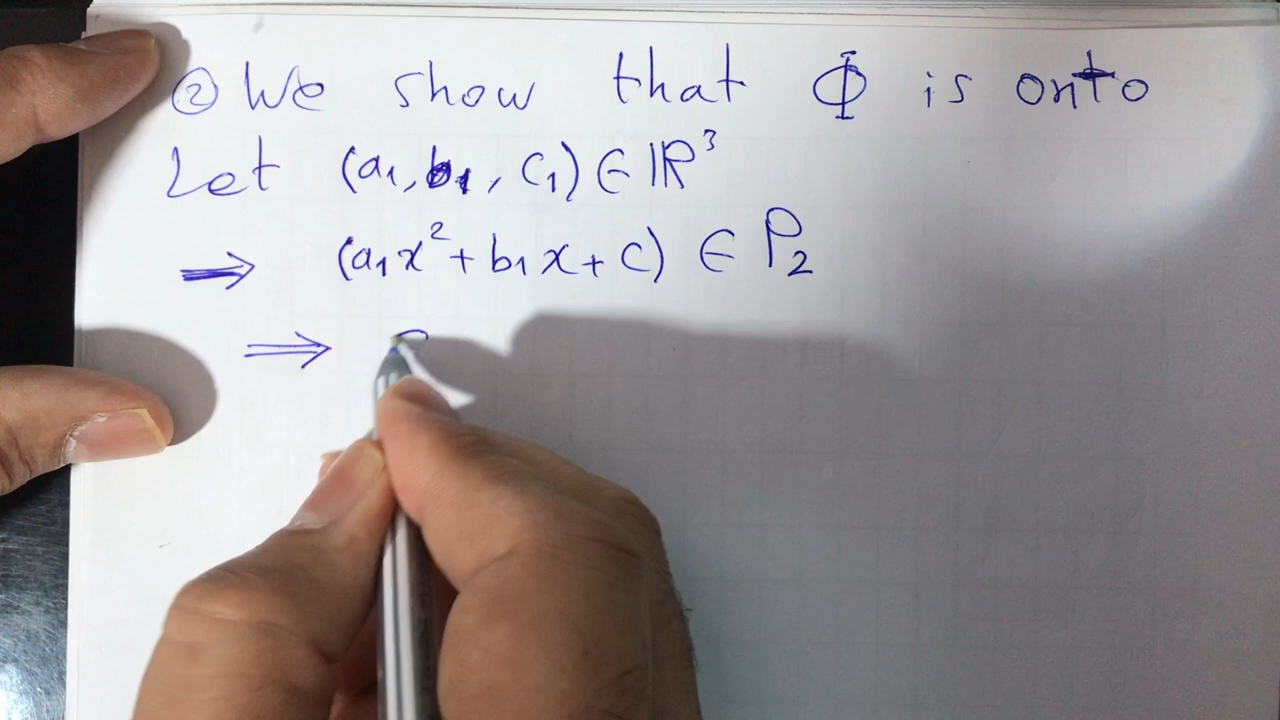 ② We show that Φ is onto
Let (a₁, b₁, c₁) ∈ ℝ³
⇒ (a₁x² + b₁x + c) ∈ P₂
⇒